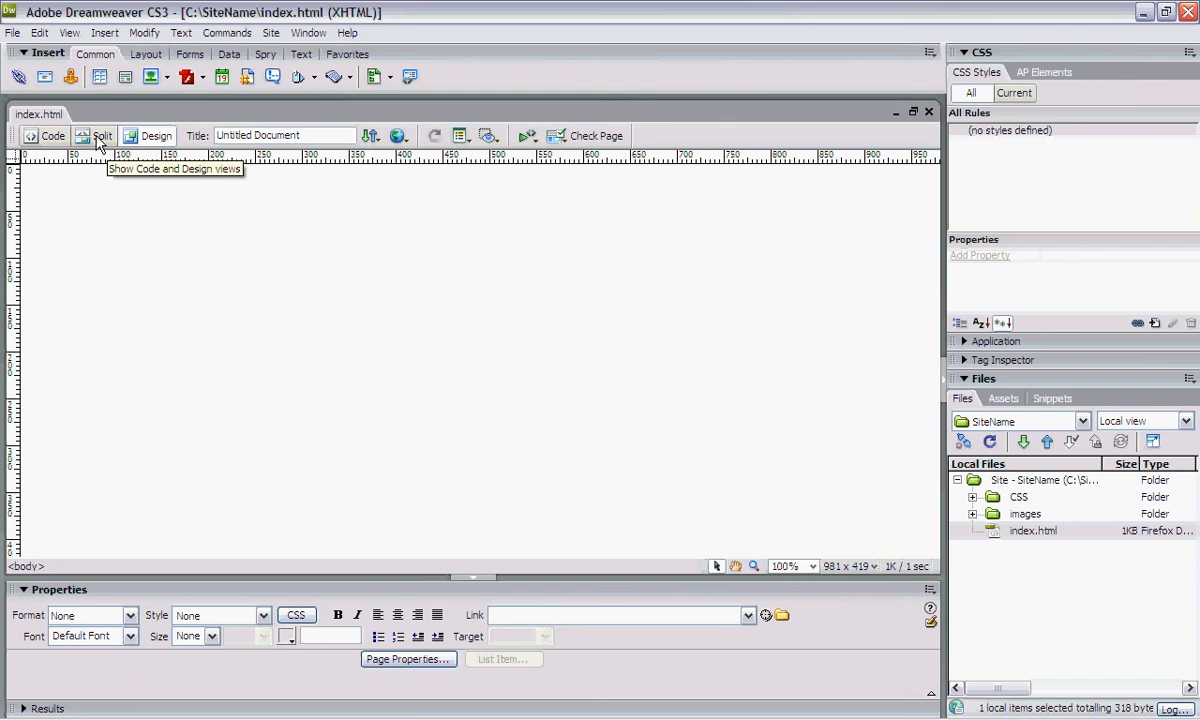 Adobe Dreamweaver CS3 - [C:\SiteName\index.html (XHTML)]
File Edit View Insert Modify Text Commands Site Window Help
Insert Common Layout Forms Data Spry Text Favorites
index.html
Code Split Design Title: Untitled Document Check Page
0 50 100 150 200 250 300 350 400 450 500 550 600 650 700 750 800 850 900 950
Show Code and Design views
<body> 100% 981 x 419 1K / 1 sec
Properties
Format None Style None CSS B I Link
Font Default Font Size None Target
Page Properties... List Item...
Results
CSS
CSS Styles AP Elements
All Current
All Rules
(no styles defined)
Properties
Add Property
Application
Tag Inspector
Files
Files Assets Snippets
SiteName Local view
Local Files Size Type
Site - SiteName (C:\Si... Folder
CSS Folder
images Folder
index.html 1KB Firefox D...
1 local items selected totalling 318 byte Log...